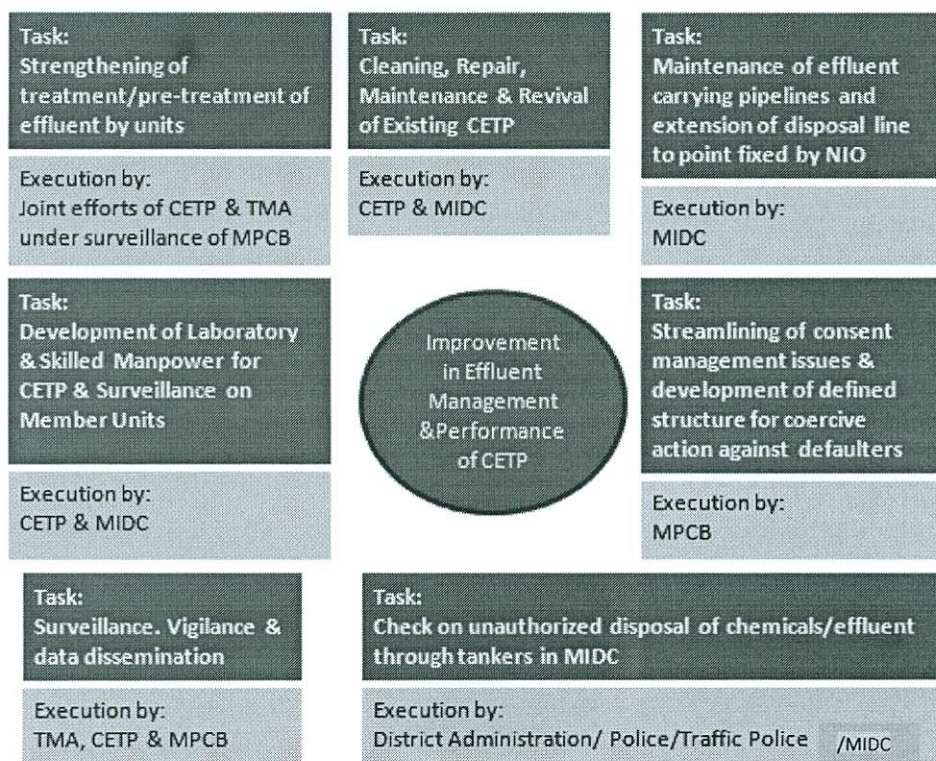 Task:
Strengthening of
treatment/pre-treatment of
effluent by units
Execution by:
Joint efforts of CETP & TMA
under surveillance of MPCB
Task:
Cleaning, Repair,
Maintenance & Revival
of Existing CETP
Execution by:
CETP & MIDC
Task:
Maintenance of effluent
carrying pipelines and
extension of disposal line
to point fixed by NIO
Execution by:
MIDC
Task:
Development of Laboratory
& Skilled Manpower for
CETP & Surveillance on
Member Units
Execution by:
CETP & MIDC
Improvement
in Effluent
Management
&Performance
of CETP
Task:
Streamlining of consent
management issues &
development of defined
structure for coercive
action against defaulters
Execution by:
MPCB
Task:
Surveillance. Vigilance &
data dissemination
Execution by:
TMA, CETP & MPCB
Task:
Check on unauthorized disposal of chemicals/effluent
through tankers in MIDC
Execution by:
District Administration/ Police/Traffic Police /MIDC